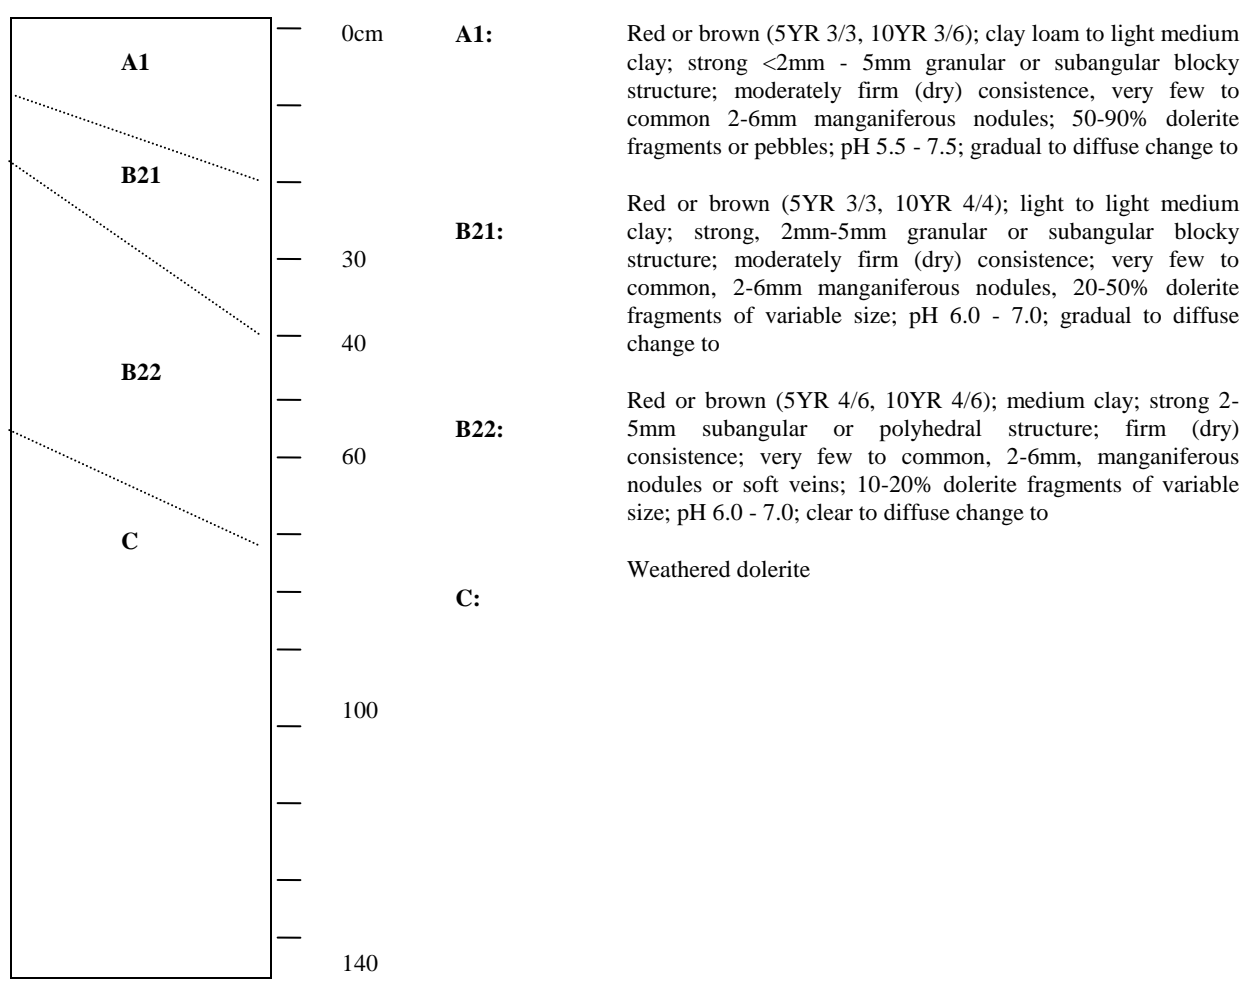 A1
B21
B22
C
0cm
30
40
60
100
140
A1:
Red or brown (5YR 3/3, 10YR 3/6); clay loam to light medium
clay; strong <2mm - 5mm granular or subangular blocky
structure; moderately firm (dry) consistence, very few to
common 2-6mm manganiferous nodules; 50-90% dolerite
fragments or pebbles; pH 5.5 - 7.5; gradual to diffuse change to
B21:
Red or brown (5YR 3/3, 10YR 4/4); light to light medium
clay; strong, 2mm-5mm granular or subangular blocky
structure; moderately firm (dry) consistence; very few to
common, 2-6mm manganiferous nodules, 20-50% dolerite
fragments of variable size; pH 6.0 - 7.0; gradual to diffuse
change to
B22:
Red or brown (5YR 4/6, 10YR 4/6); medium clay; strong 2-
5mm subangular or polyhedral structure; firm (dry)
consistence; very few to common, 2-6mm, manganiferous
nodules or soft veins; 10-20% dolerite fragments of variable
size; pH 6.0 - 7.0; clear to diffuse change to
C:
Weathered dolerite